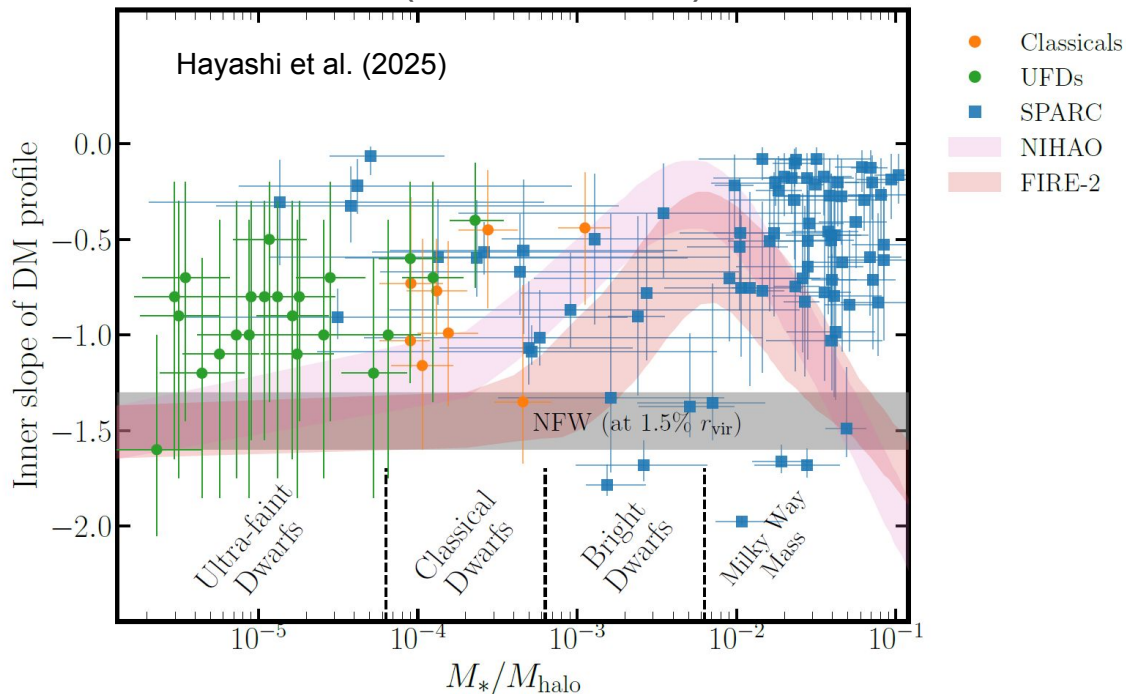 Hayashi et al. (2025)
Classicals
UFDs
SPARC
NIHAO
FIRE-2
Inner slope of DM profile
0.0
−0.5
−1.0
−1.5
−2.0
NFW (at 1.5% r_vir)
Ultra-faint
Dwarfs
Classical
Dwarfs
Bright
Dwarfs
Milky Way
Mass
10⁻⁵
10⁻⁴
10⁻³
10⁻²
10⁻¹
M_*/M_halo